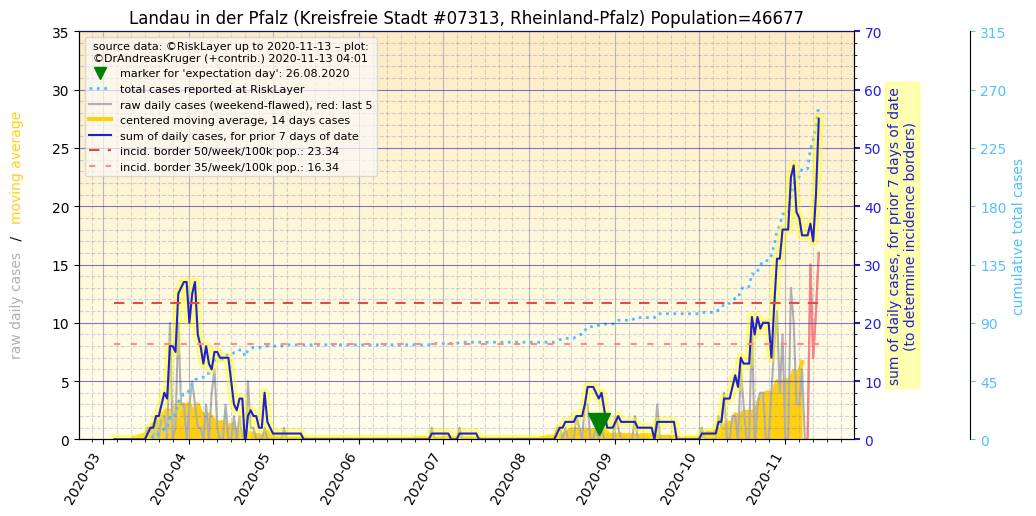 Landau in der Pfalz (Kreisfreie Stadt #07313, Rheinland-Pfalz) Population=46677
source data: ©RiskLayer up to 2020-11-13 – plot:
©DrAndreasKruger (+contrib.) 2020-11-13 04:01
marker for 'expectation day': 26.08.2020
total cases reported at RiskLayer
raw daily cases (weekend-flawed), red: last 5
centered moving average, 14 days cases
sum of daily cases, for prior 7 days of date
incid. border 50/week/100k pop.: 23.34
incid. border 35/week/100k pop.: 16.34
raw daily cases / moving average
35
30
25
20
15
10
5
0
70
60
50
40
30
20
10
0
sum of daily cases, for prior 7 days of date
(to determine incidence borders)
315
270
225
180
135
90
45
0
cumulative total cases
2020-03
2020-04
2020-05
2020-06
2020-07
2020-08
2020-09
2020-10
2020-11